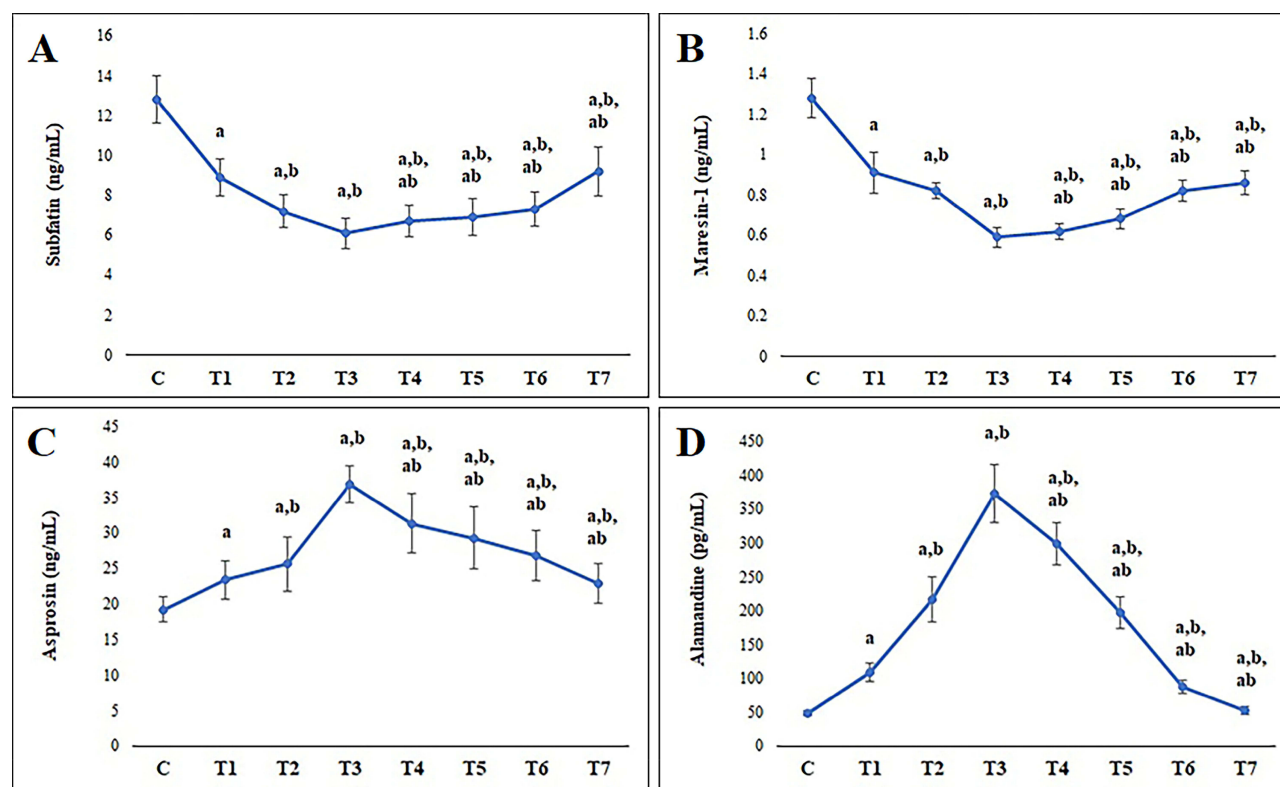 A
Subfatin (ng/mL)
16
14
12
10
8
6
4
2
0
a
a,b
a,b
a,b,
ab
a,b,
ab
a,b,
ab
a,b,
ab
C T1 T2 T3 T4 T5 T6 T7
B
Maresin-1 (ng/mL)
1.6
1.4
1.2
1
0.8
0.6
0.4
0.2
0
a
a,b
a,b
a,b,
ab
a,b,
ab
a,b,
ab
a,b,
ab
C T1 T2 T3 T4 T5 T6 T7
C
Asprosin (ng/mL)
45
40
35
30
25
20
15
10
5
0
a
a,b
a,b
a,b,
ab
a,b,
ab
a,b,
ab
a,b,
ab
C T1 T2 T3 T4 T5 T6 T7
D
Alamandine (pg/mL)
450
400
350
300
250
200
150
100
50
0
a
a,b
a,b
a,b,
ab
a,b,
ab
a,b,
ab
a,b,
ab
C T1 T2 T3 T4 T5 T6 T7